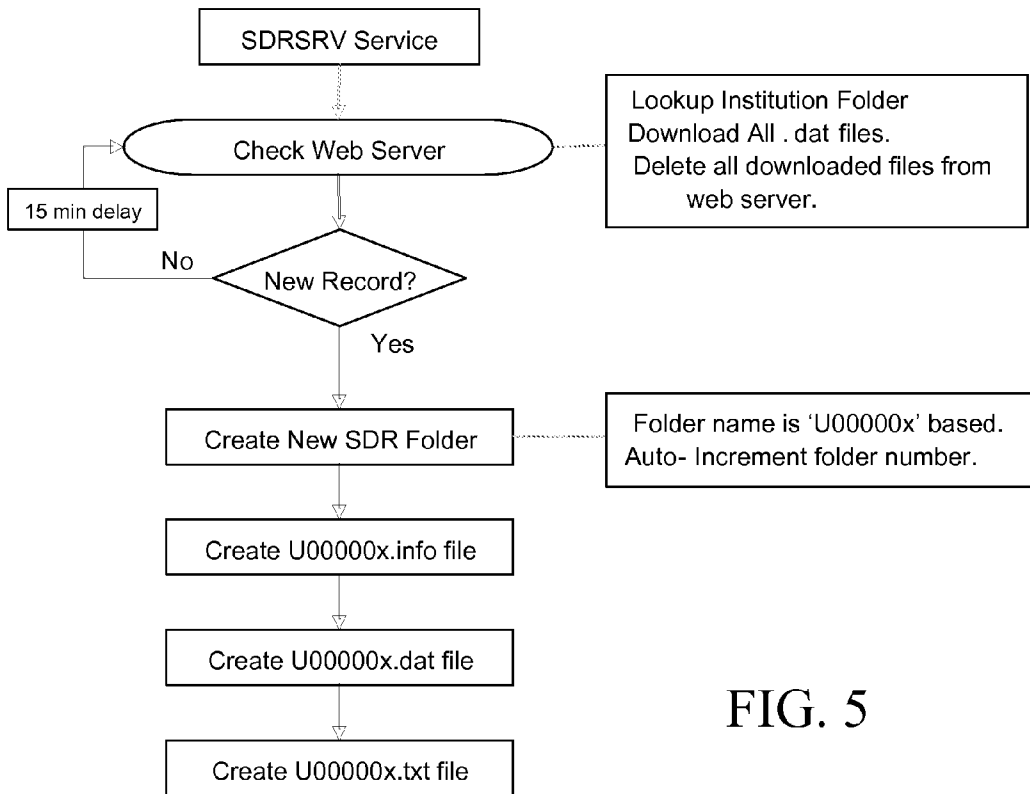 SDRSRV Service
Check Web Server
Lookup Institution Folder
Download All . dat files.
Delete all downloaded files from
web server.
15 min delay
No
New Record?
Yes
Create New SDR Folder
Folder name is ‘U00000x’ based.
Auto- Increment folder number.
Create U00000x.info file
Create U00000x.dat file
Create U00000x.txt file
FIG. 5